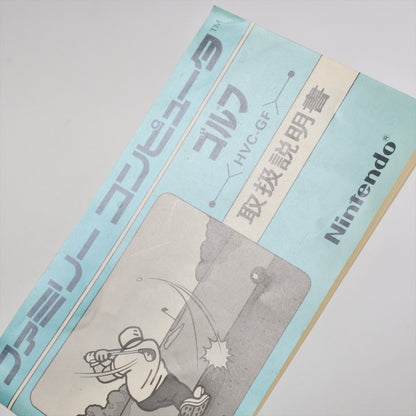 ファミリー コンピュータ™
ゴルフ
HVC-GF
取扱説明書
Nintendo®